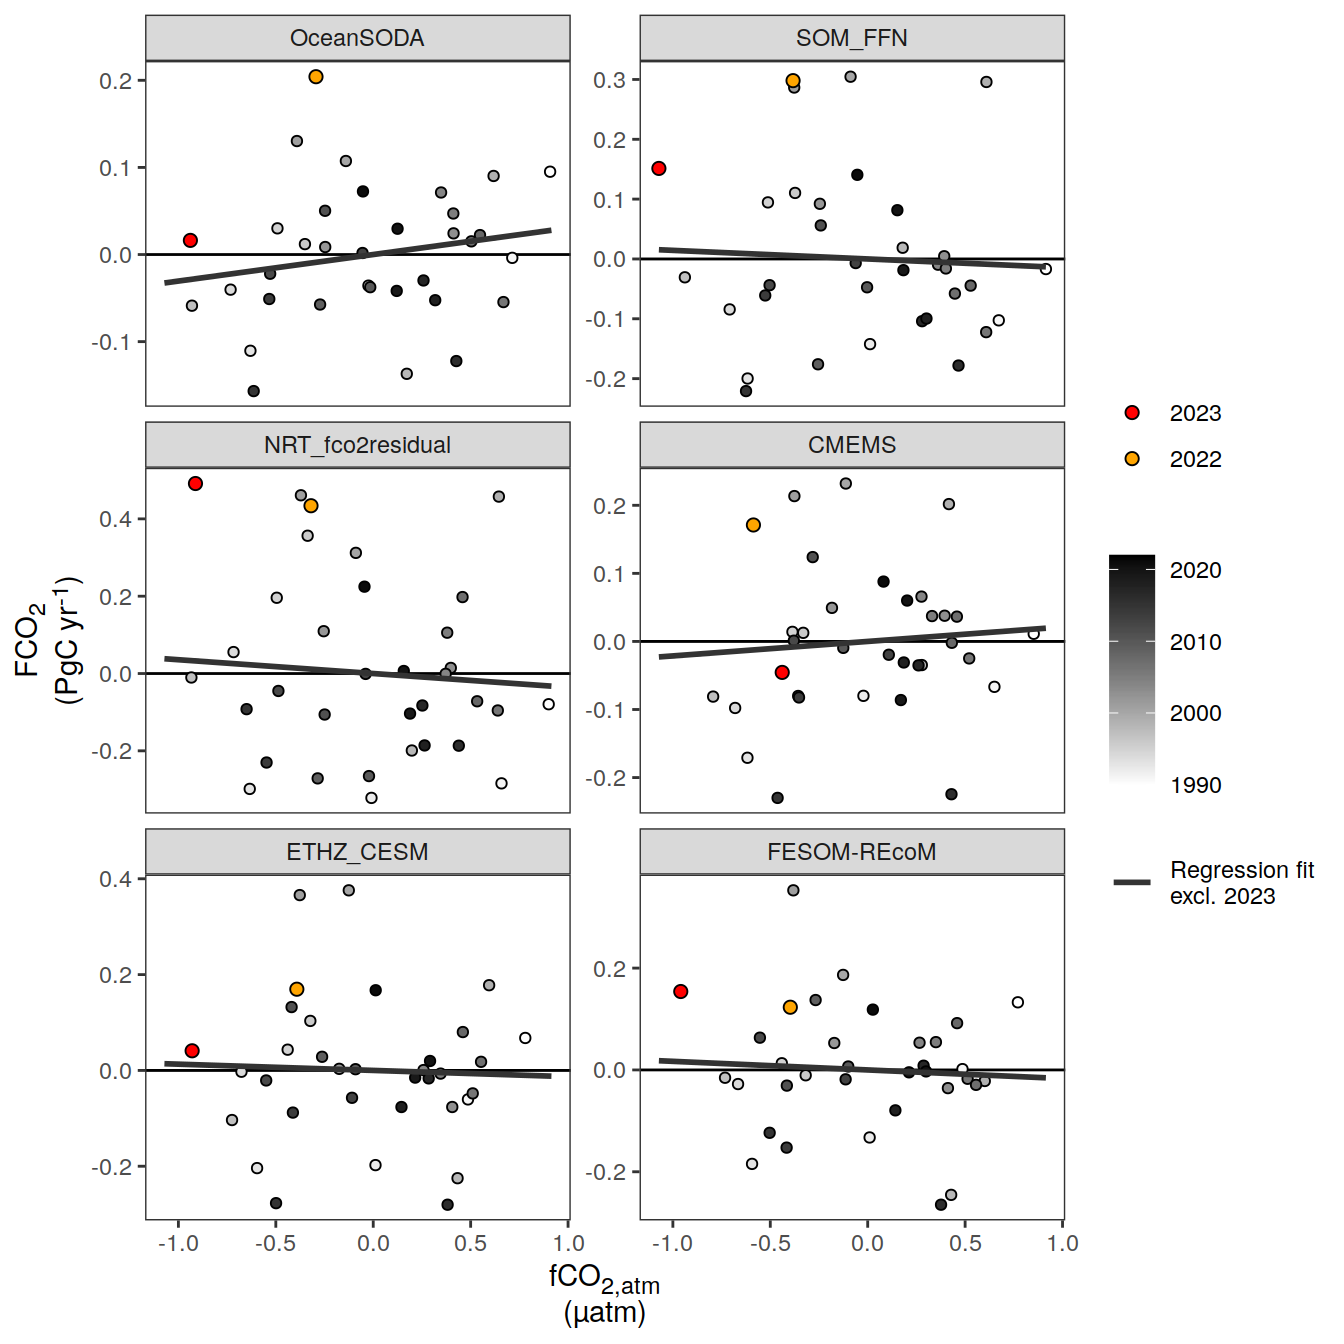 OceanSODA
SOM_FFN
0.2
0.1
0.0
-0.1
0.3
0.2
0.1
0.0
-0.1
-0.2
NRT_fco2residual
CMEMS
0.4
0.2
0.0
-0.2
0.2
0.1
0.0
-0.1
-0.2
ETHZ_CESM
FESOM-REcoM
0.4
0.2
0.0
-0.2
0.2
0.0
-0.2
-1.0 -0.5 0.0 0.5 1.0
-1.0 -0.5 0.0 0.5 1.0
FCO2
(PgC yr-1)
fCO2,atm
(µatm)
2023
2022
2020
2010
2000
1990
Regression fit
excl. 2023